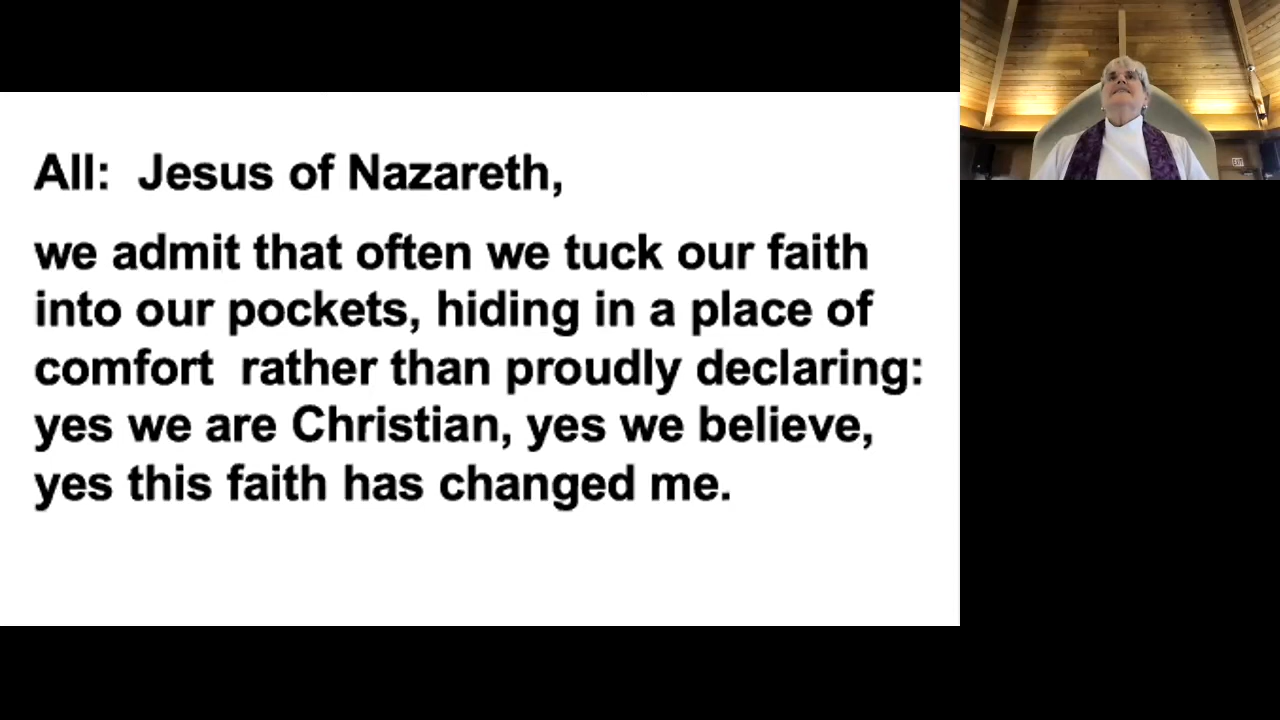 All:  Jesus of Nazareth,
we admit that often we tuck our faith
into our pockets, hiding in a place of
comfort  rather than proudly declaring:
yes we are Christian, yes we believe,
yes this faith has changed me.
EXIT